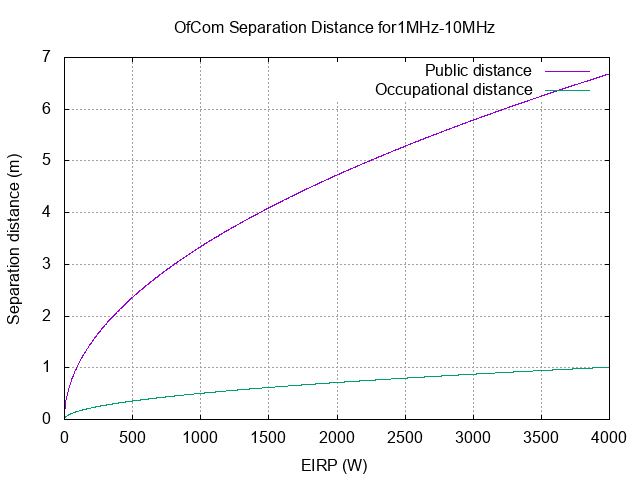 OfCom Separation Distance for1MHz-10MHz
Public distance
Occupational distance
Separation distance (m)
7
6
5
4
3
2
1
0
0 500 1000 1500 2000 2500 3000 3500 4000
EIRP (W)